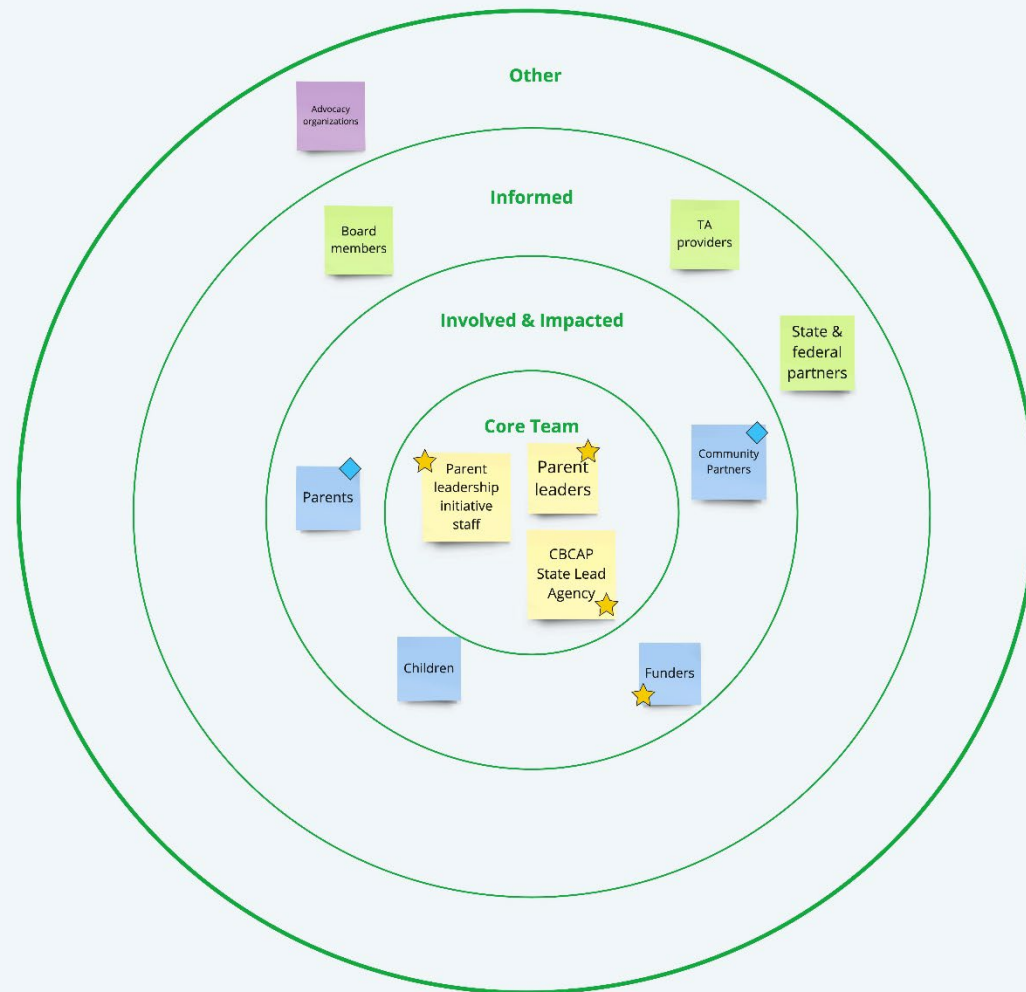 Other
Advocacy
organizations
Informed
Board
members
TA
providers
Involved & Impacted
State &
federal
partners
Core Team
Parents
Parent
leadership
initiative
staff
Parent
leaders
Community
Partners
CBCAP
State Lead
Agency
Children
Funders